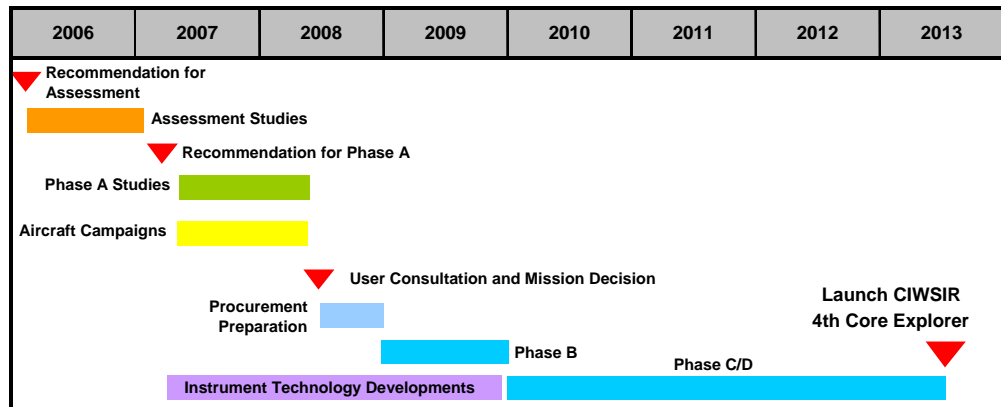 2006 2007 2008 2009 2010 2011 2012 2013
Recommendation for
Assessment
Assessment Studies
Recommendation for Phase A
Phase A Studies
Aircraft Campaigns
User Consultation and Mission Decision
Procurement
Preparation
Launch CIWSIR
4th Core Explorer
Phase B
Phase C/D
Instrument Technology Developments